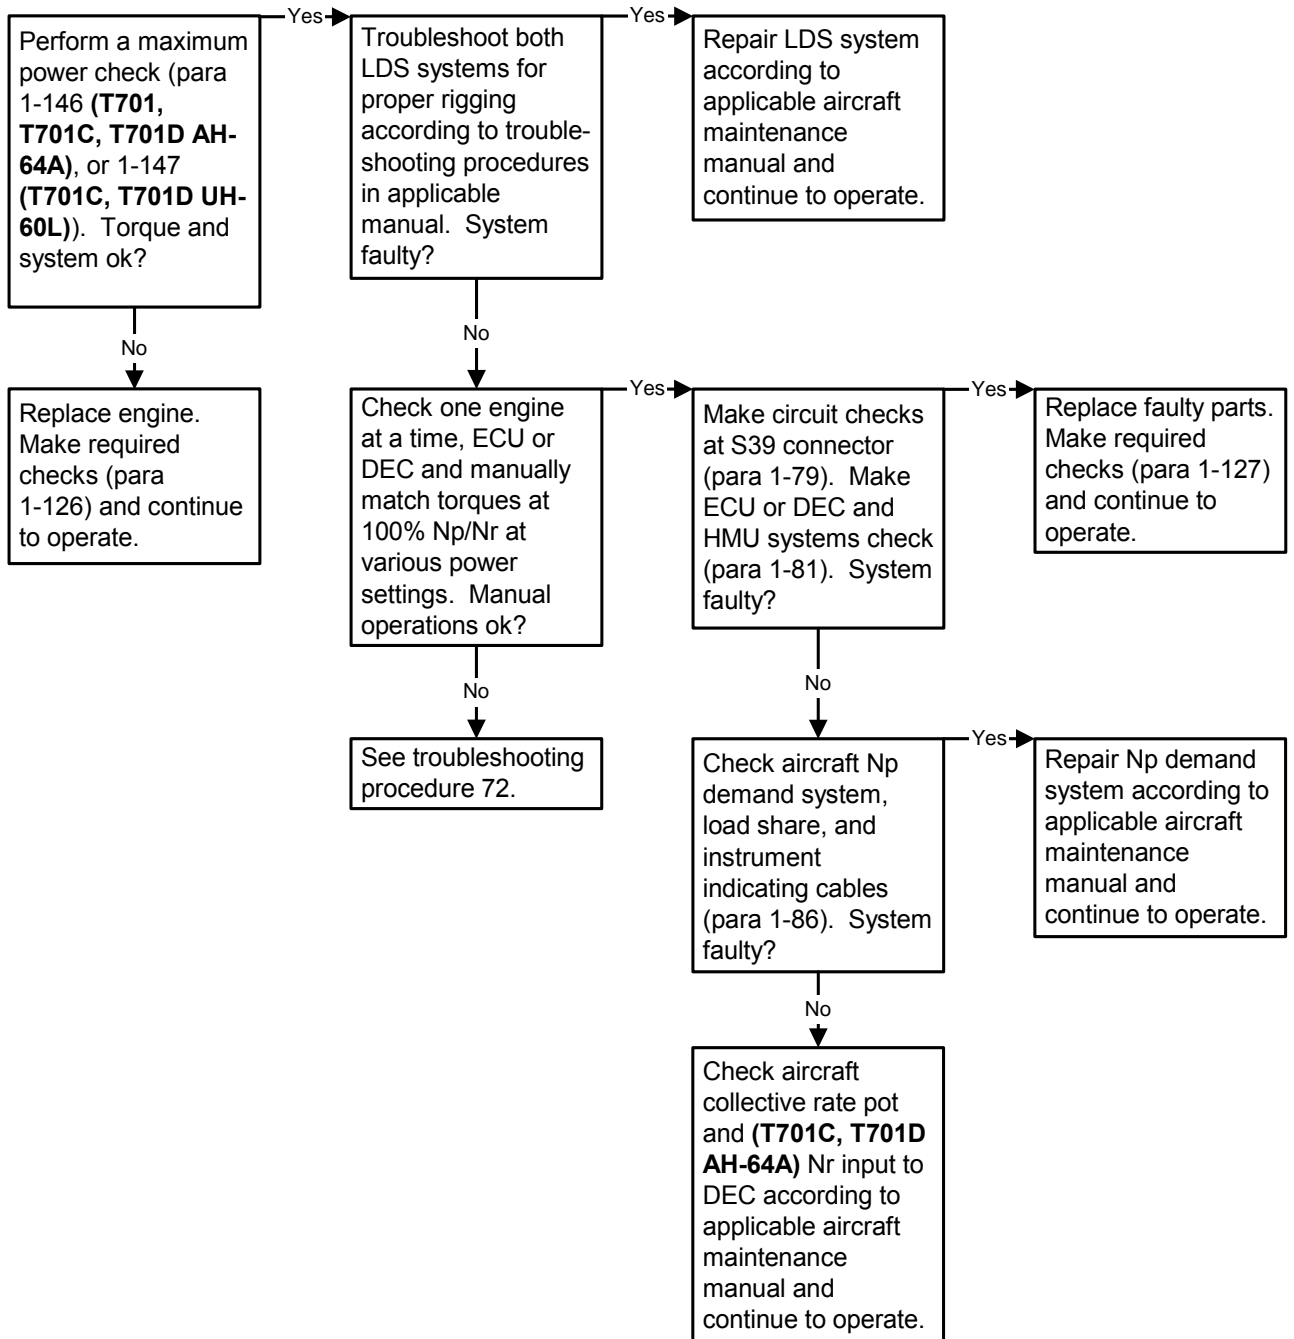 Perform a maximum
power check (para
1-146 (T701,
T701C, T701D AH-
64A), or 1-147
(T701C, T701D UH-
60L)). Torque and
system ok?
Yes
Troubleshoot both
LDS systems for
proper rigging
according to trouble-
shooting procedures
in applicable
manual. System
faulty?
Yes
Repair LDS system
according to
applicable aircraft
maintenance
manual and
continue to operate.
No
No
Replace engine.
Make required
checks (para
1-126) and continue
to operate.
Check one engine
at a time, ECU or
DEC and manually
match torques at
100% Np/Nr at
various power
settings. Manual
operations ok?
Yes
Make circuit checks
at S39 connector
(para 1-79). Make
ECU or DEC and
HMU systems check
(para 1-81). System
faulty?
Yes
Replace faulty parts.
Make required
checks (para 1-127)
and continue to
operate.
No
No
See troubleshooting
procedure 72.
Check aircraft Np
demand system,
load share, and
instrument
indicating cables
(para 1-86). System
faulty?
Yes
Repair Np demand
system according to
applicable aircraft
maintenance
manual and
continue to operate.
No
Check aircraft
collective rate pot
and (T701C, T701D
AH-64A) Nr input to
DEC according to
applicable aircraft
maintenance
manual and
continue to operate.